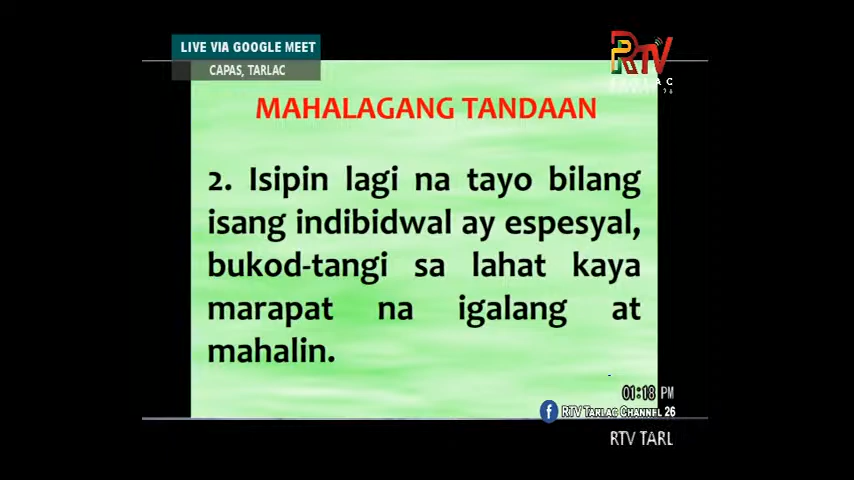 LIVE VIA GOOGLE MEET
CAPAS, TARLAC
RTV
MAHALAGANG TANDAAN
2. Isipin lagi na tayo bilang
isang indibidwal ay espesyal,
bukod-tangi sa lahat kaya
marapat na igalang at
mahalin.
01:18 PM
RTV TARLAC CHANNEL 26
RTV TARL